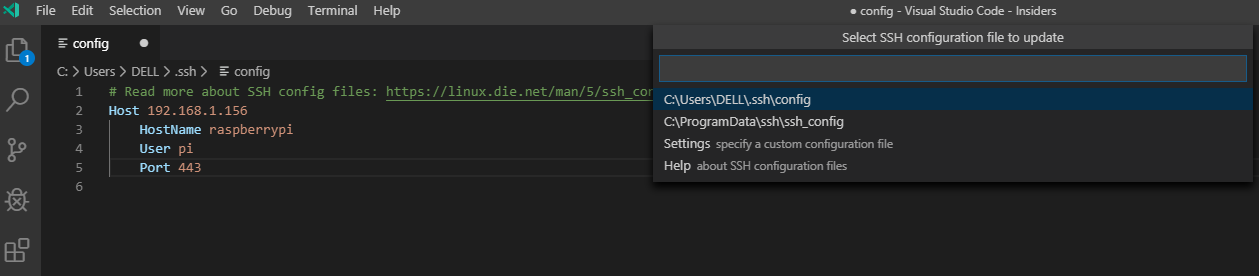 File Edit Selection View Go Debug Terminal Help
● config - Visual Studio Code - Insiders
config ●
C: > Users > DELL > .ssh > config
1 # Read more about SSH config files: https://linux.die.net/man/5/ssh_con
2 Host 192.168.1.156
3 HostName raspberrypi
4 User pi
5 Port 443
6
Select SSH configuration file to update
C:\Users\DELL\.ssh\config
C:\ProgramData\ssh\ssh_config
Settings specify a custom configuration file
Help about SSH configuration files
1